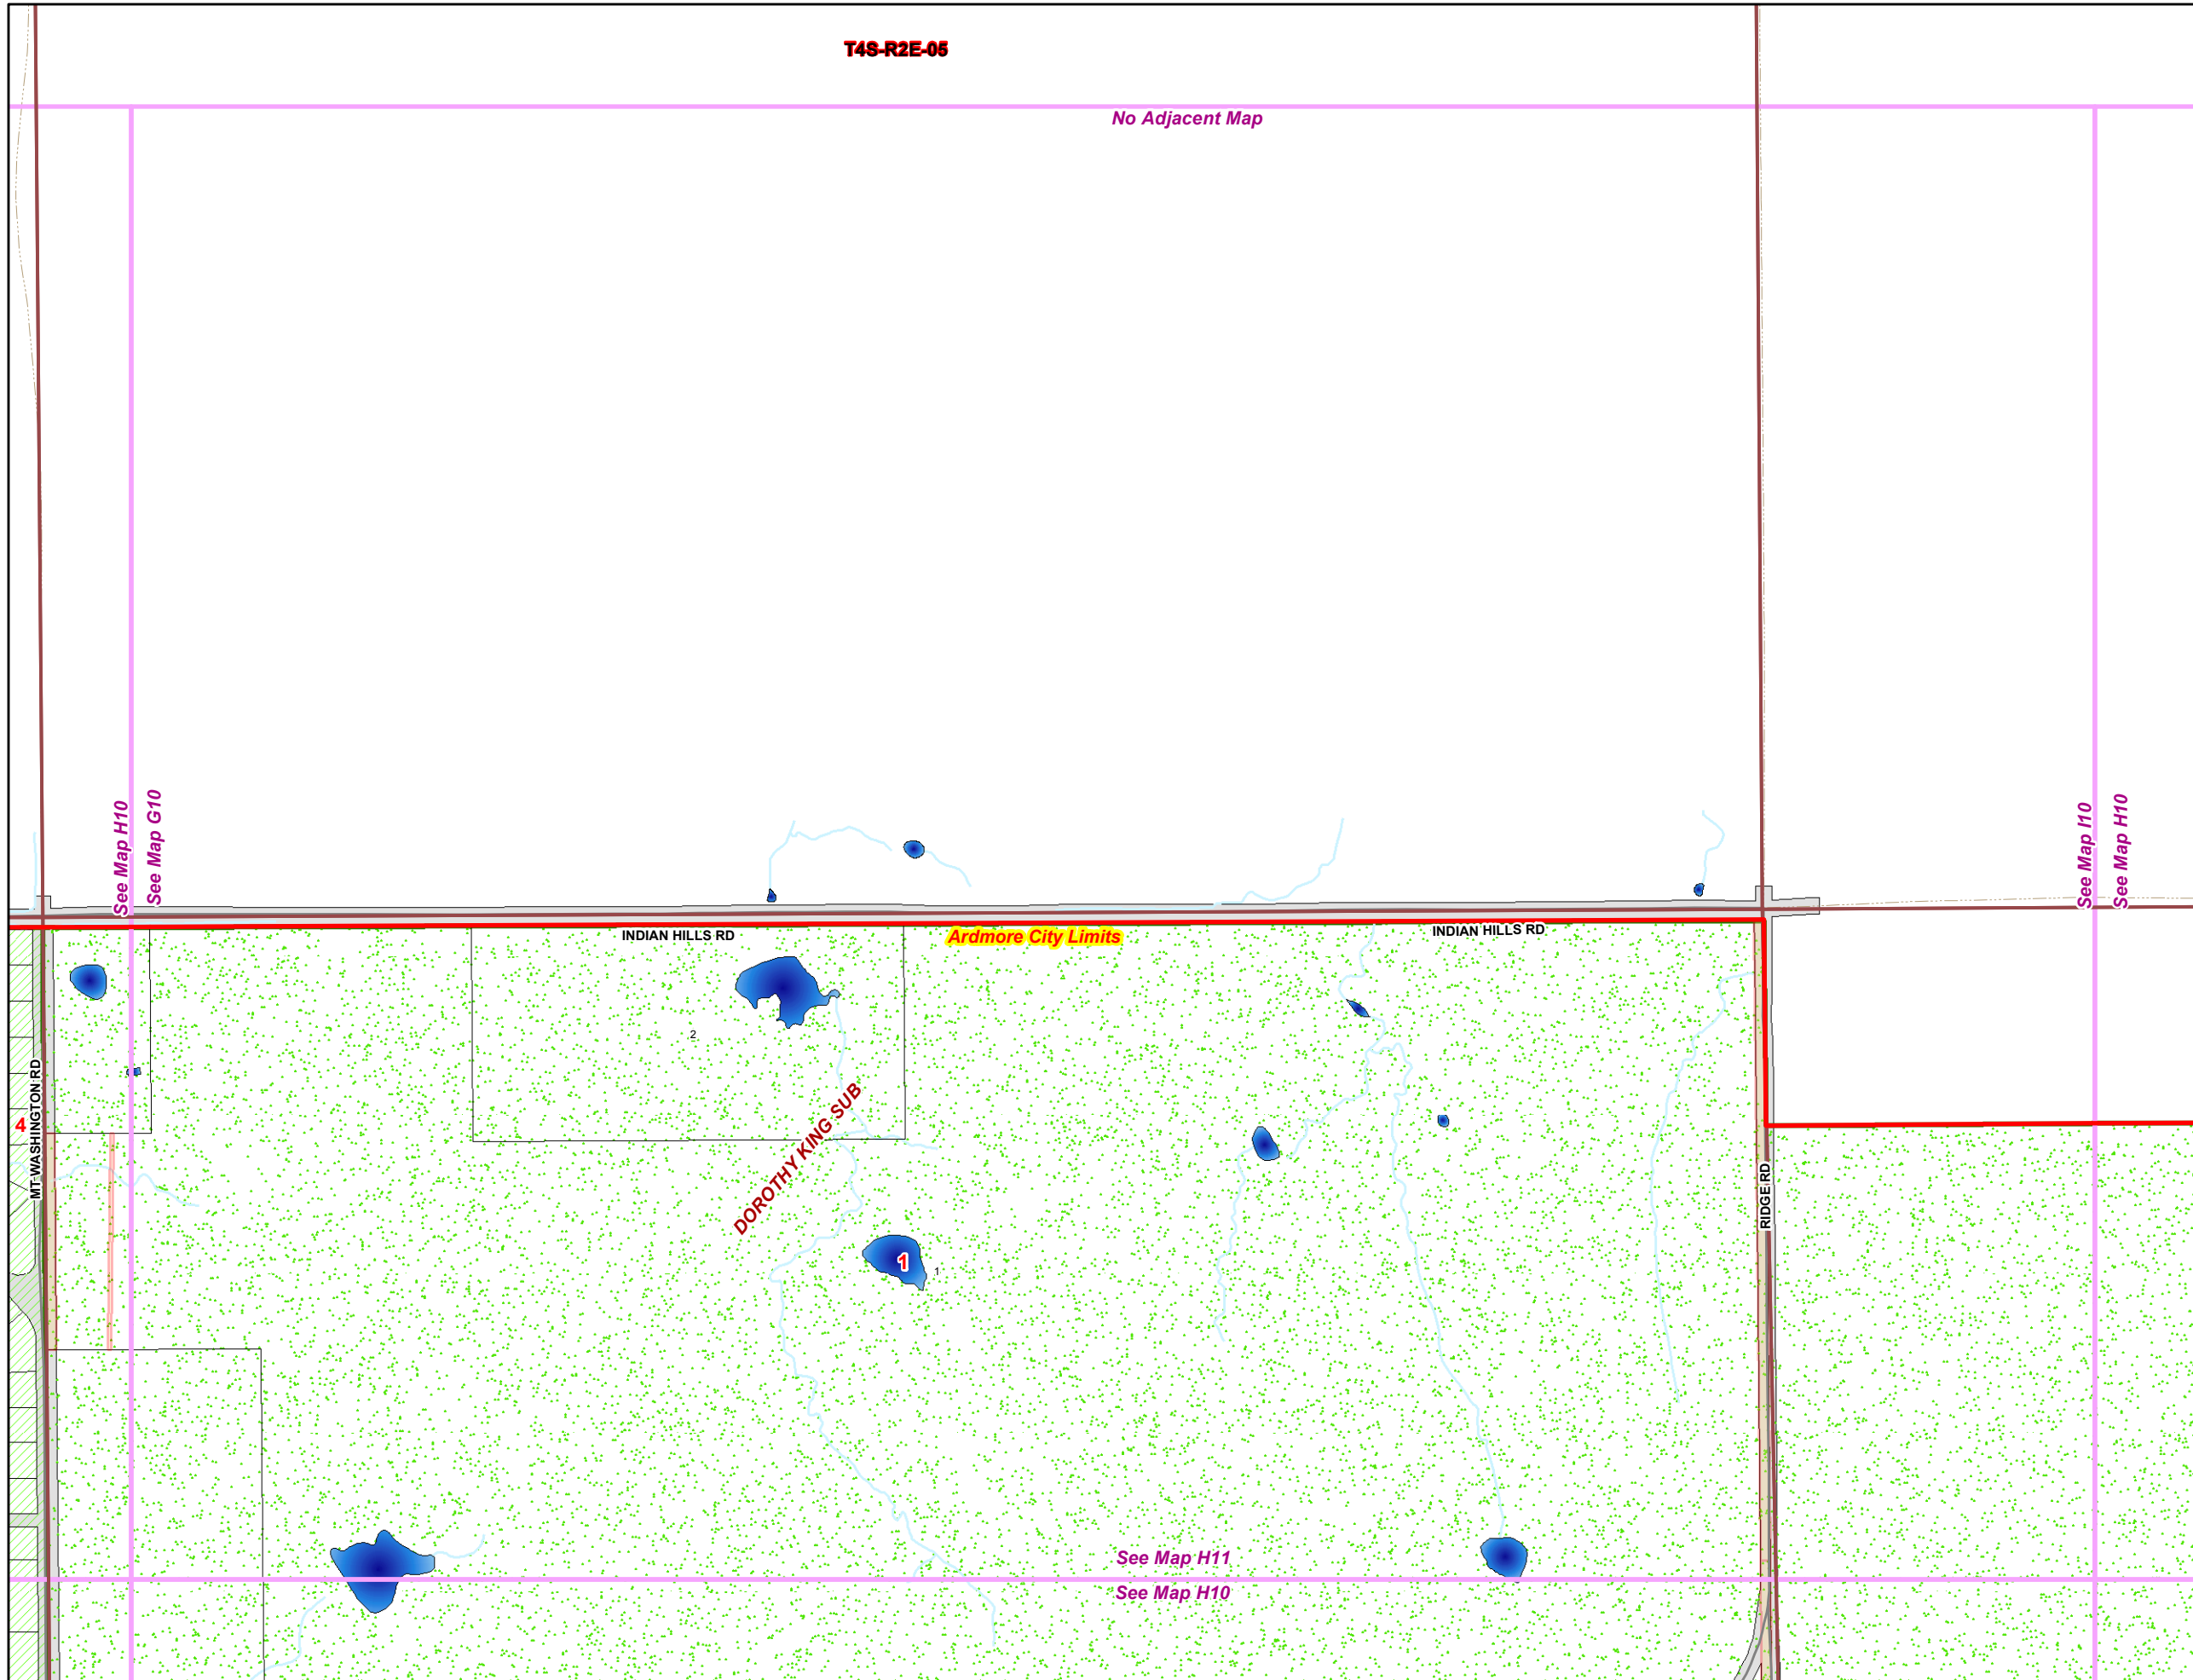 T4S-R2E-05
No Adjacent Map
See Map H10
See Map G10
See Map I10
See Map H10
INDIAN HILLS RD
Ardmore City Limits
INDIAN HILLS RD
2
MT WASHINGTON RD
4
DOROTHY KING SUB
RIDGE RD
1
1
See Map H11
See Map H10